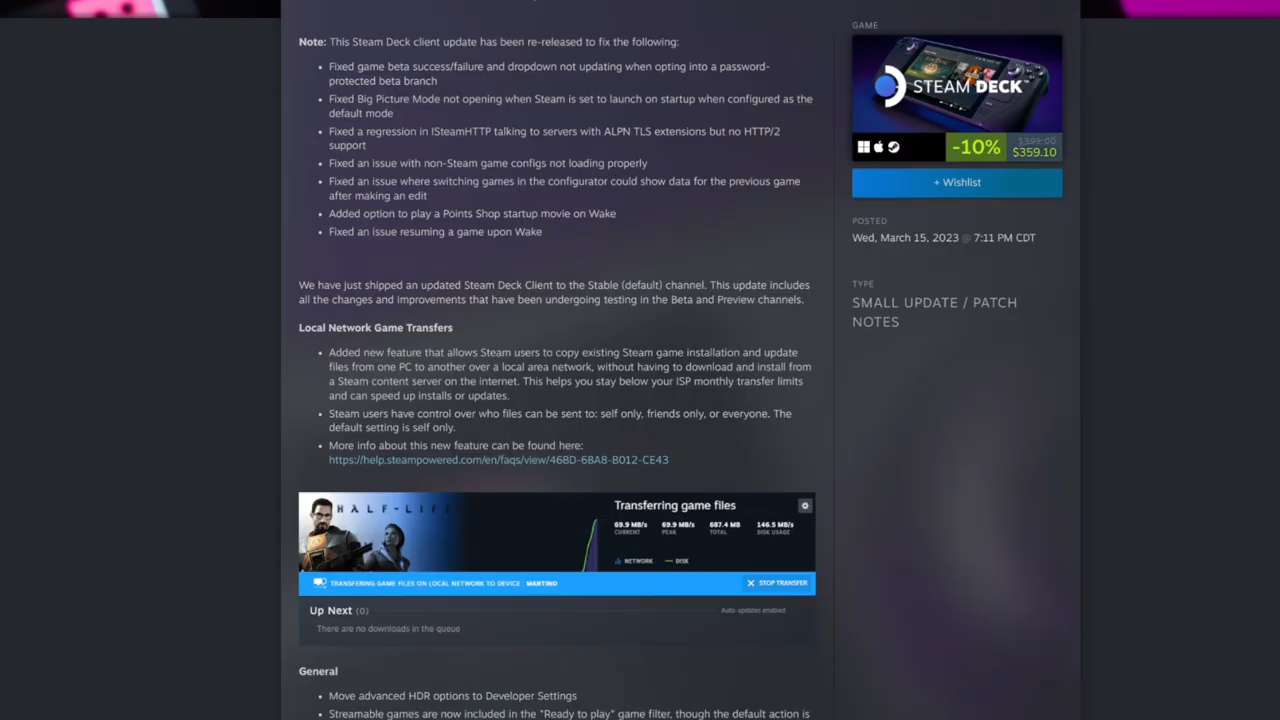 Note: This Steam Deck client update has been re-released to fix the following:
• Fixed game beta success/failure and dropdown not updating when opting into a password-
protected beta branch
• Fixed Big Picture Mode not opening when Steam is set to launch on startup when configured as the
default mode
• Fixed a regression in ISteamHTTP talking to servers with ALPN TLS extensions but no HTTP/2
support
• Fixed an issue with non-Steam game configs not loading properly
• Fixed an issue where switching games in the configurator could show data for the previous game
after making an edit
• Added option to play a Points Shop startup movie on Wake
• Fixed an issue resuming a game upon Wake
We have just shipped an updated Steam Deck Client to the Stable (default) channel. This update includes
all the changes and improvements that have been undergoing testing in the Beta and Preview channels.
Local Network Game Transfers
• Added new feature that allows Steam users to copy existing Steam game installation and update
files from one PC to another over a local area network, without having to download and install from
a Steam content server on the internet. This helps you stay below your ISP monthly transfer limits
and can speed up installs or updates.
• Steam users have control over who files can be sent to: self only, friends only, or everyone. The
default setting is self only.
• More info about this new feature can be found here:
https://help.steampowered.com/en/faqs/view/46BD-6BA8-B012-CE43
HALF-LIFE
Transferring game files
69.9 MB/s 69.9 MB/s 687.4 MB 146.5 MB/s
CURRENT PEAK TOTAL DISK USAGE
NETWORK DISK
TRANSFERRING GAME FILES ON LOCAL NETWORK TO DEVICE : MARTINO
STOP TRANSFER
Up Next (0)
Auto-updates enabled
There are no downloads in the queue
General
• Move advanced HDR options to Developer Settings
• Streamable games are now included in the "Ready to play" game filter, though the default action is
GAME
STEAM DECK™
-10%
$399.00
$359.10
+ Wishlist
POSTED
Wed, March 15, 2023 @ 7:11 PM CDT
TYPE
SMALL UPDATE / PATCH
NOTES